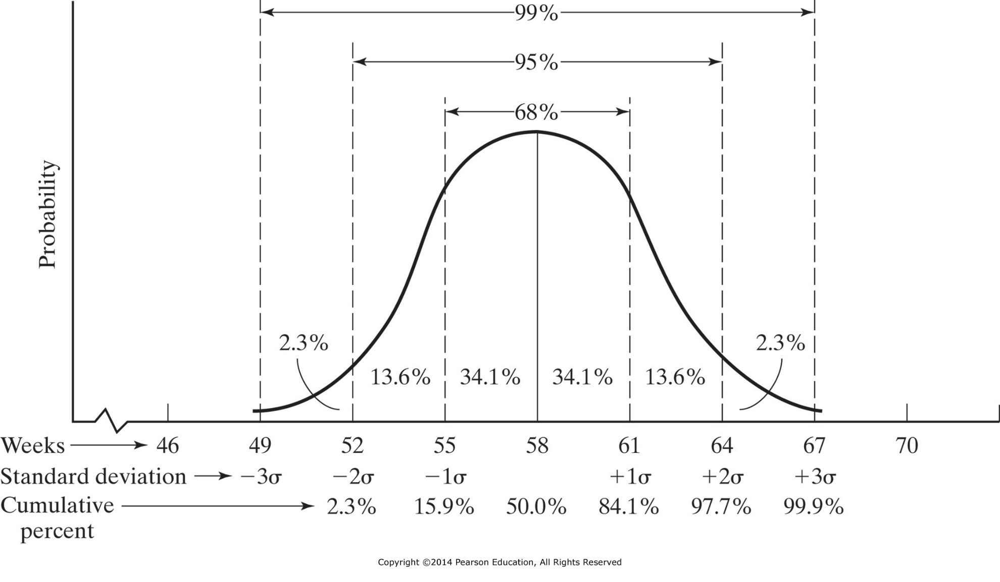 99%
95%
68%
Probability
2.3% 2.3%
13.6% 34.1% 34.1% 13.6%
Weeks 46 49 52 55 58 61 64 67 70
Standard deviation −3σ −2σ −1σ +1σ +2σ +3σ
Cumulative 2.3% 15.9% 50.0% 84.1% 97.7% 99.9%
percent
Copyright ©2014 Pearson Education, All Rights Reserved